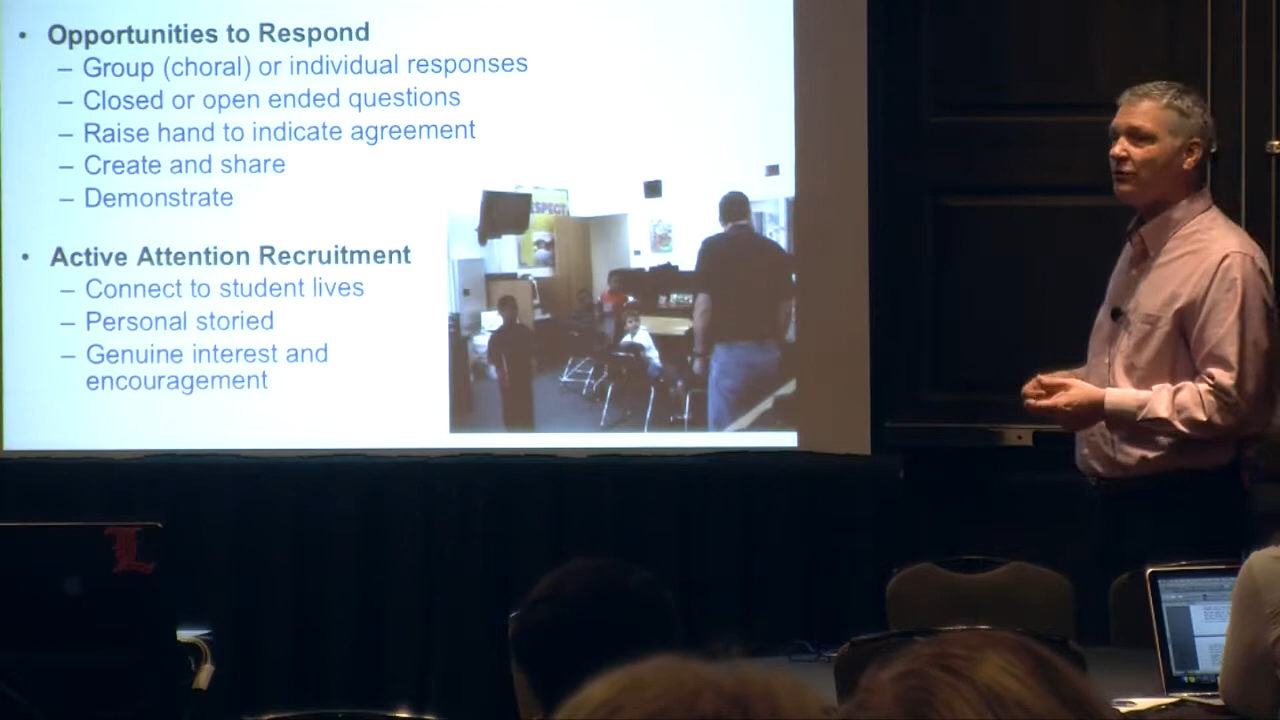 • Opportunities to Respond
– Group (choral) or individual responses
– Closed or open ended questions
– Raise hand to indicate agreement
– Create and share
– Demonstrate
• Active Attention Recruitment
– Connect to student lives
– Personal storied
– Genuine interest and
encouragement
ESPECT
L